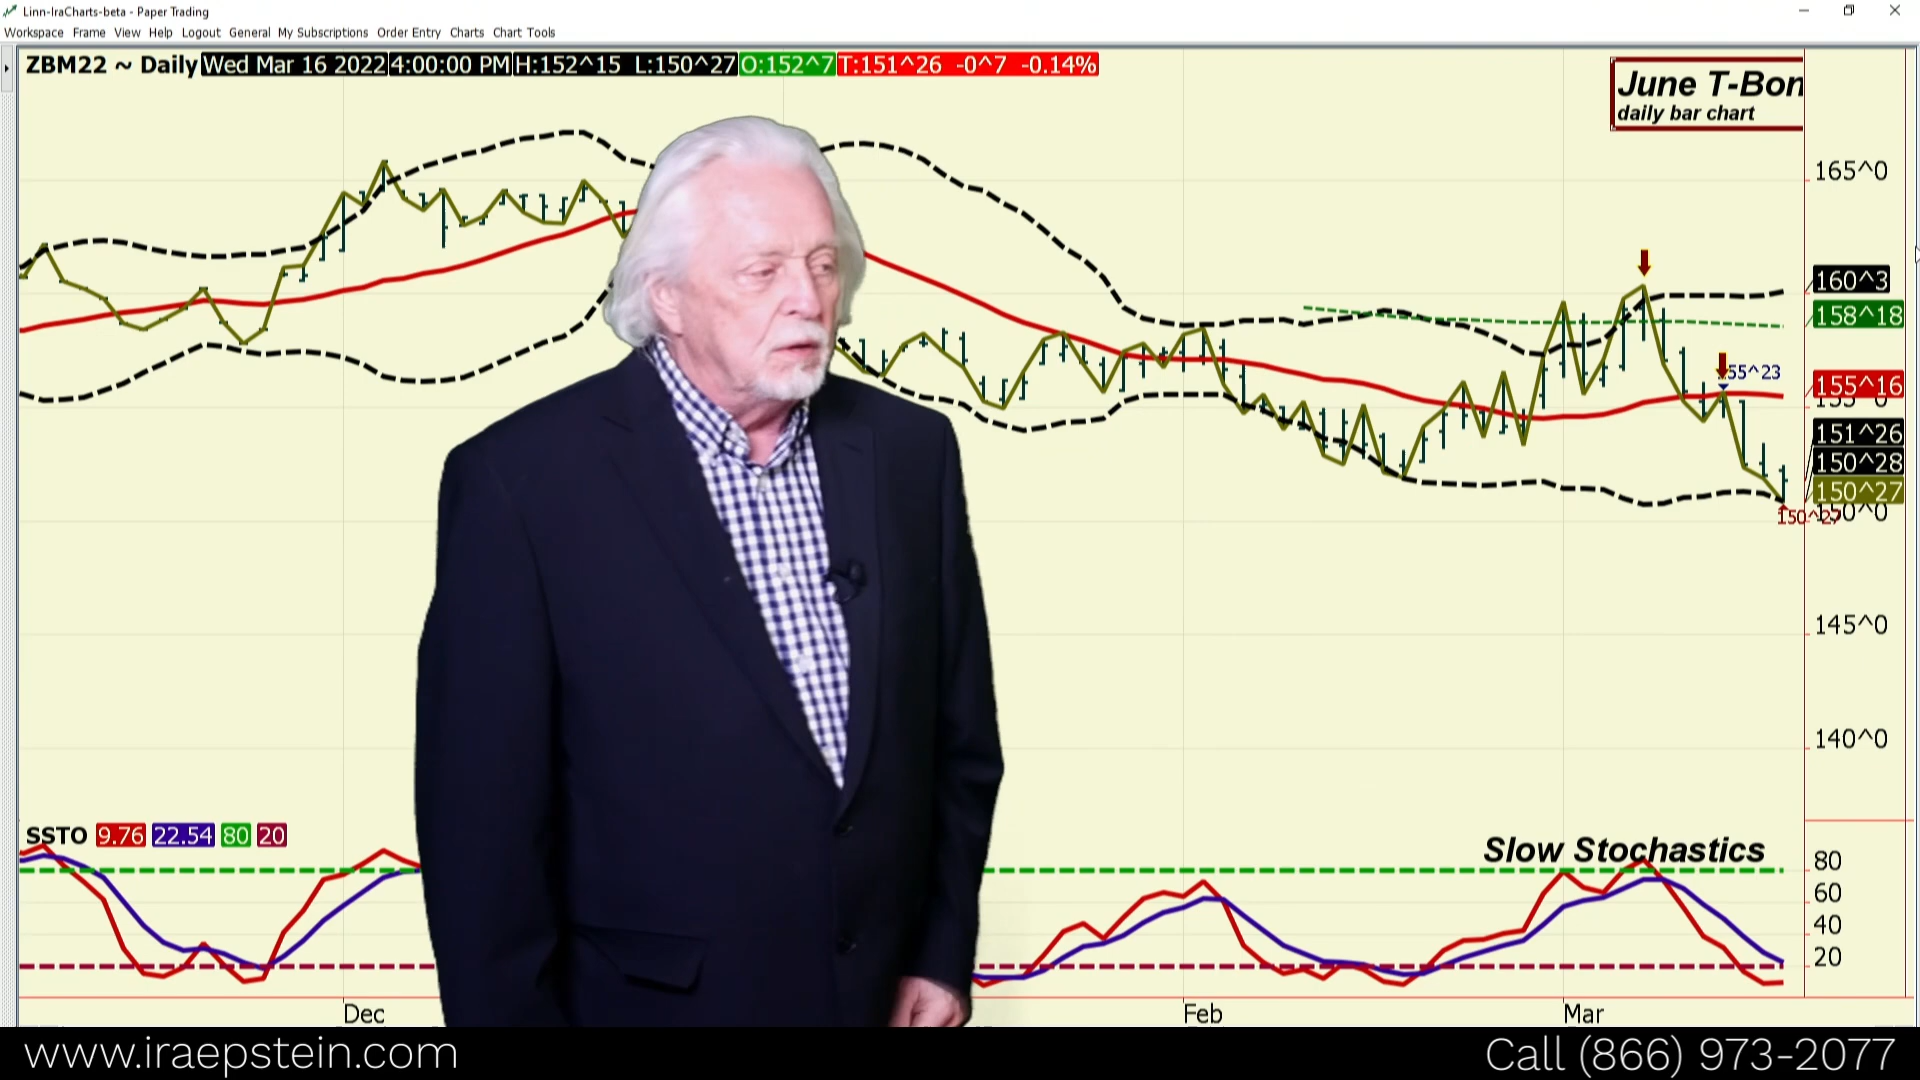 Linn-IraCharts-beta - Paper Trading
Workspace Frame View Help Logout General My Subscriptions Order Entry Charts Chart Tools
ZBM22 ~ Daily Wed Mar 16 2022 4:00:00 PM H:152^15 L:150^27 O:152^7 T:151^26 -0^7 -0.14%
June T-Bon
daily bar chart
165^0
160^3
158^18
55^23
155^16
151^26
150^28
150^27
145^0
140^0
SSTO 9.76 22.54 80 20
Slow Stochastics
80
60
40
20
Dec Feb Mar
www.iraepstein.com Call (866) 973-2077